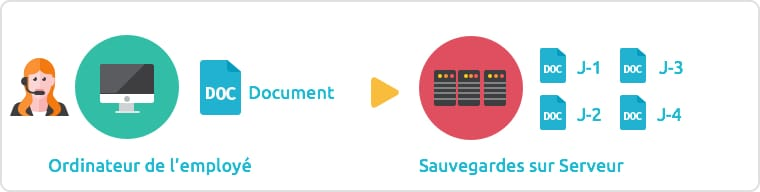 DOC Document
DOC J-1
DOC J-3
DOC J-2
DOC J-4
Ordinateur de l'employé
Sauvegardes sur Serveur